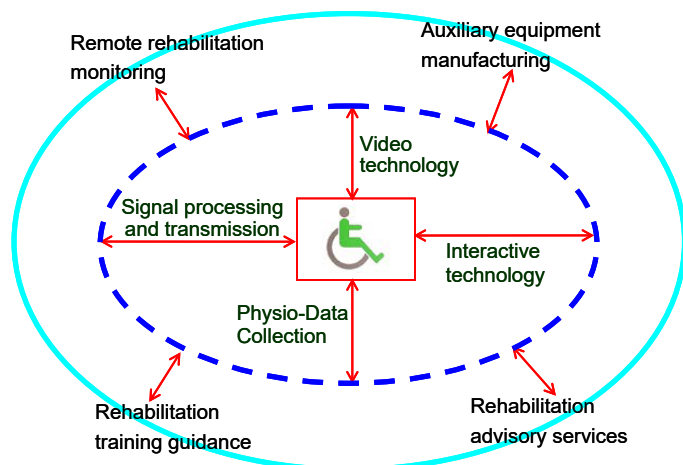 Remote rehabilitation
monitoring
Auxiliary equipment
manufacturing
Video
technology
Signal processing
and transmission
Interactive
technology
Physio-Data
Collection
Rehabilitation
training guidance
Rehabilitation
advisory services